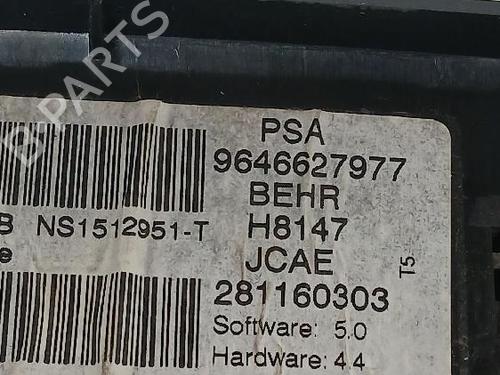 B-PARTS
PSA
9646627977
BEHR
B NS1512951-T H8147
e JCAE
281160303
T5
Software: 5.0
Hardware: 4.4